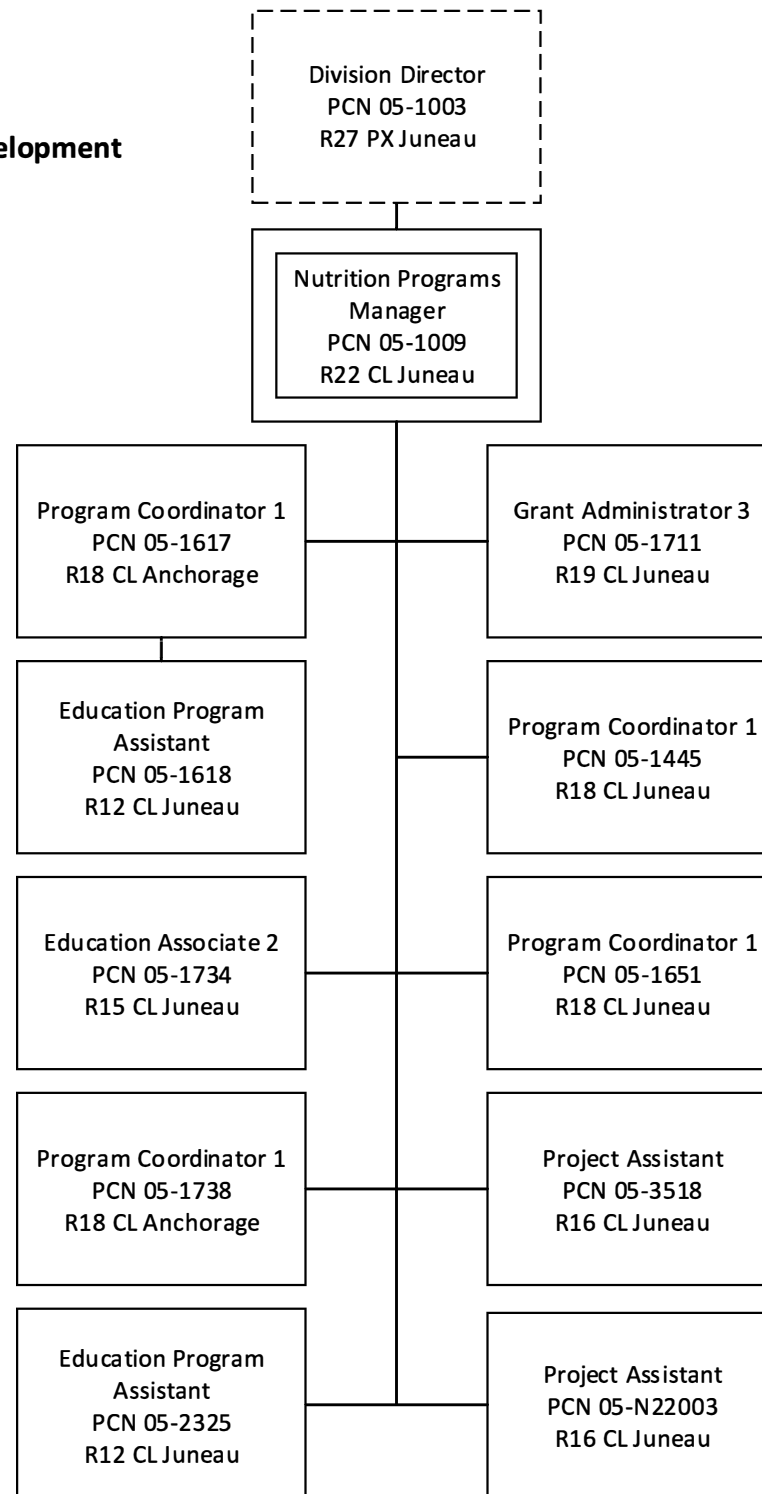 Division Director
PCN 05-1003
R27 PX Juneau
elopment
Nutrition Programs
Manager
PCN 05-1009
R22 CL Juneau
Program Coordinator 1
PCN 05-1617
R18 CL Anchorage
Grant Administrator 3
PCN 05-1711
R19 CL Juneau
Education Program
Assistant
PCN 05-1618
R12 CL Juneau
Program Coordinator 1
PCN 05-1445
R18 CL Juneau
Education Associate 2
PCN 05-1734
R15 CL Juneau
Program Coordinator 1
PCN 05-1651
R18 CL Juneau
Program Coordinator 1
PCN 05-1738
R18 CL Anchorage
Project Assistant
PCN 05-3518
R16 CL Juneau
Education Program
Assistant
PCN 05-2325
R12 CL Juneau
Project Assistant
PCN 05-N22003
R16 CL Juneau